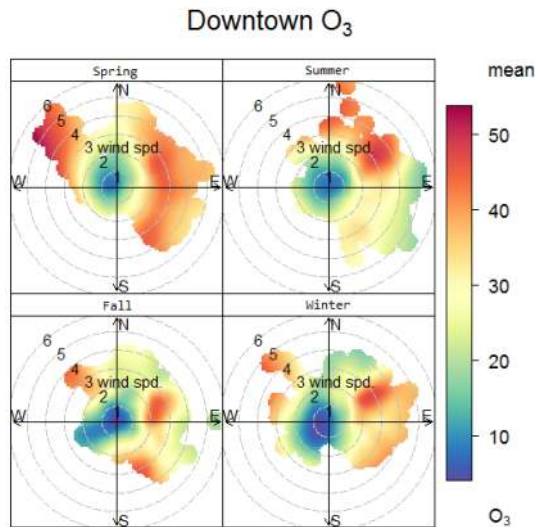 Downtown O₃
Spring
N
6
5
4
3 wind spd.
2
1
W
E
S
Summer
N
6
5
4
3 wind spd.
2
1
W
E
S
Fall
N
6
5
4
3 wind spd.
2
1
W
E
S
Winter
N
6
5
4
3 wind spd.
2
1
W
E
S
mean
50
40
30
20
10
O₃